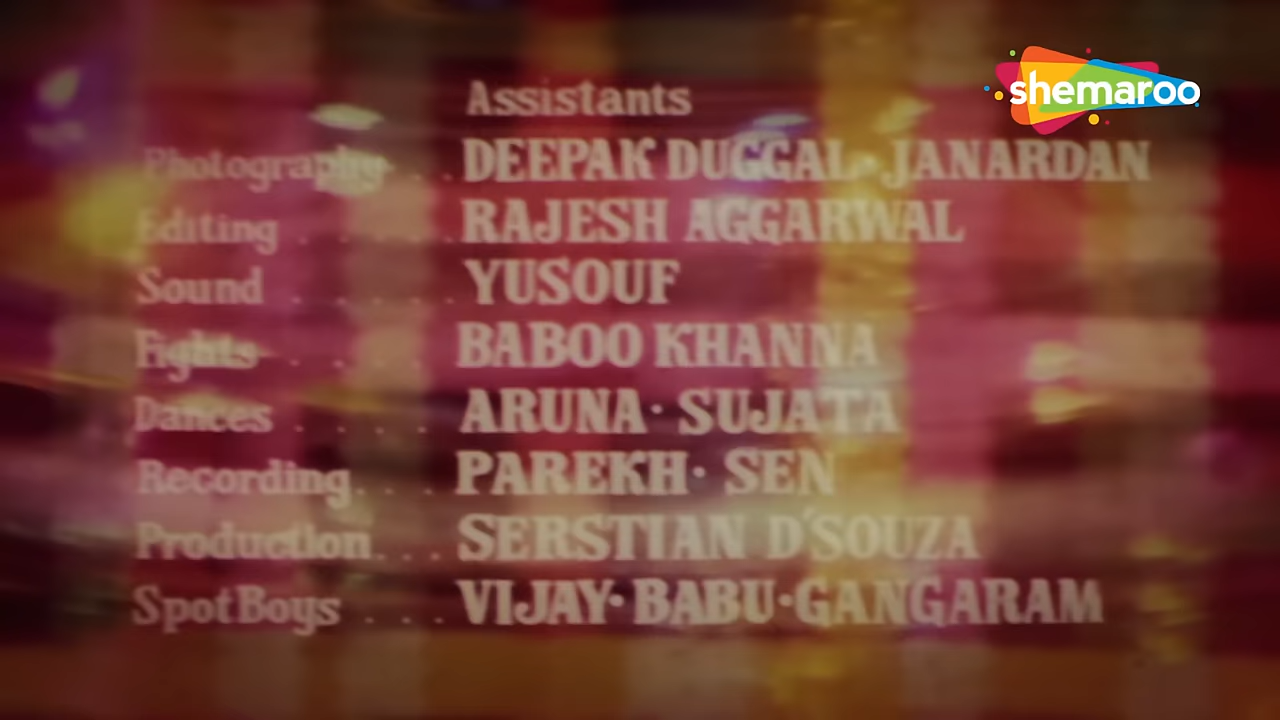 shemaroo
Assistants
Photography . . . DEEPAK DUGGAL · JANARDAN
Editing . . . . . RAJESH AGGARWAL
Sound . . . . . . YUSOUF
Fights . . . . BABOO KHANNA
Dances . . . . ARUNA · SUJATA
Recording . . . PAREKH · SEN
Production . . . SERSTIAN D'SOUZA
SpotBoys . . . VIJAY · BABU · GANGARAM